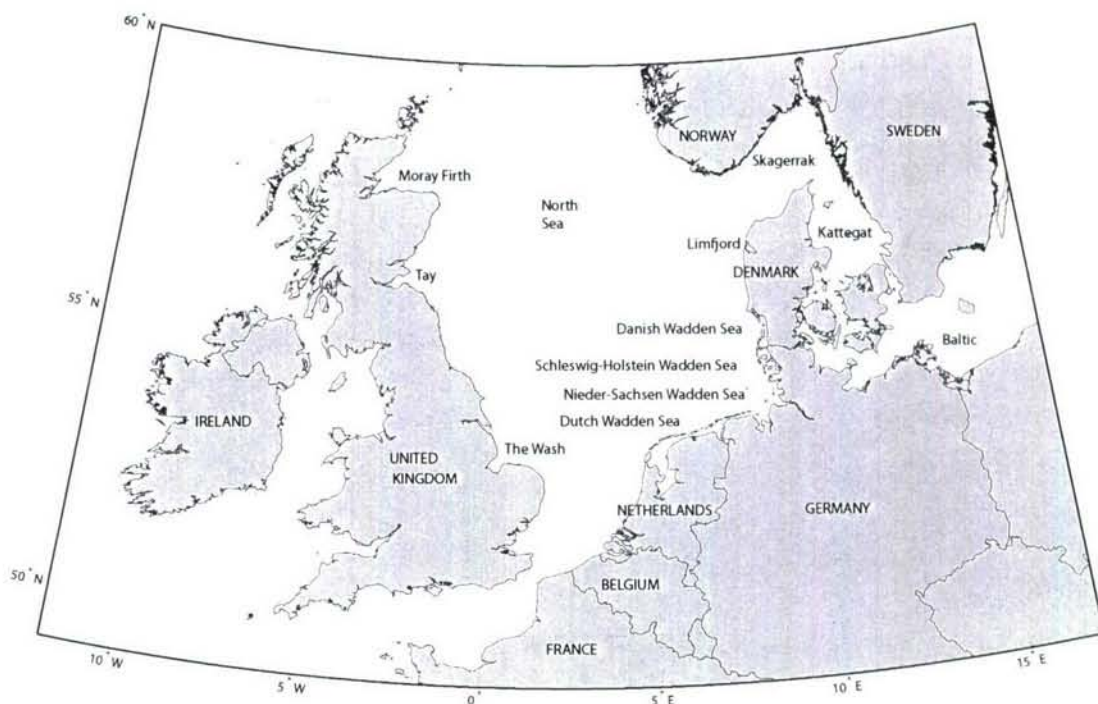 60° N
NORWAY
SWEDEN
Skagerrak
Moray Firth
North
Sea
Kattegat
Limfjord
DENMARK
Tay
55° N
Danish Wadden Sea
Baltic
Schleswig-Holstein Wadden Sea
Nieder-Sachsen Wadden Sea
Dutch Wadden Sea
IRELAND
The Wash
UNITED
KINGDOM
NETHERLANDS
GERMANY
50° N
BELGIUM
FRANCE
10° W
5° W
0°
5° E
10° E
15° E